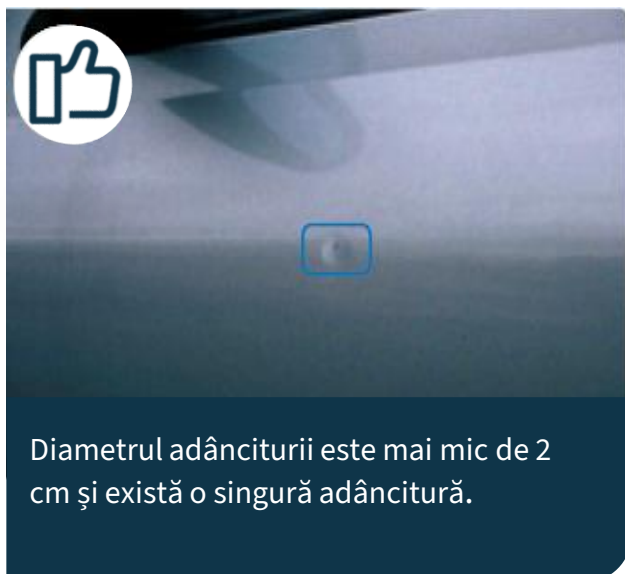 Diametrul adânciturii este mai mic de 2
cm și există o singură adâncitură.